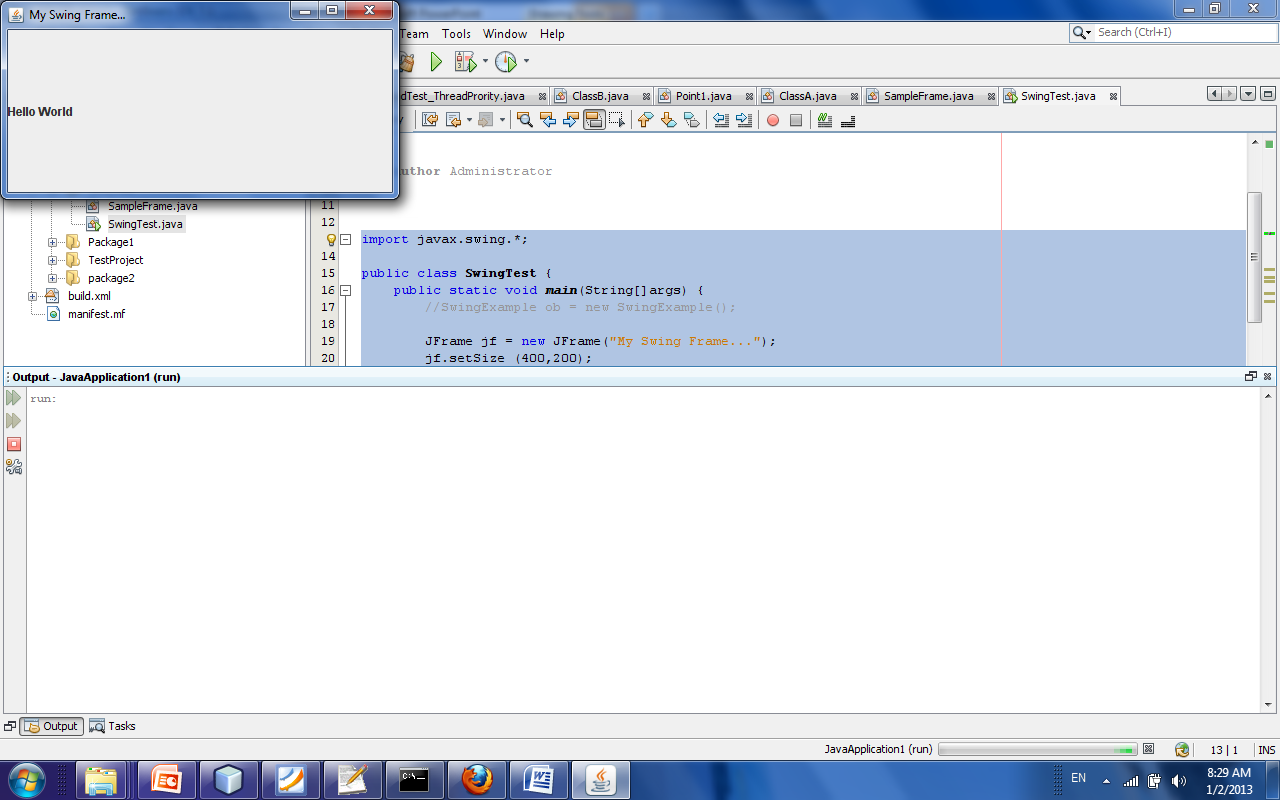 My Swing Frame...
Hello World
Team Tools Window Help
Search (Ctrl+I)
dTest_ThreadPrority.java ClassB.java Point1.java ClassA.java SampleFrame.java SwingTest.java
uthor Administrator
11
12
import javax.swing.*;
14
15 public class SwingTest {
16 public static void main(String[]args) {
17 //SwingExample ob = new SwingExample();
18
19 JFrame jf = new JFrame("My Swing Frame...");
20 jf.setSize (400,200);
SampleFrame.java
SwingTest.java
Package1
TestProject
package2
build.xml
manifest.mf
Output - JavaApplication1 (run)
run:
Output Tasks
JavaApplication1 (run) 13 | 1 INS
EN
8:29 AM
1/2/2013